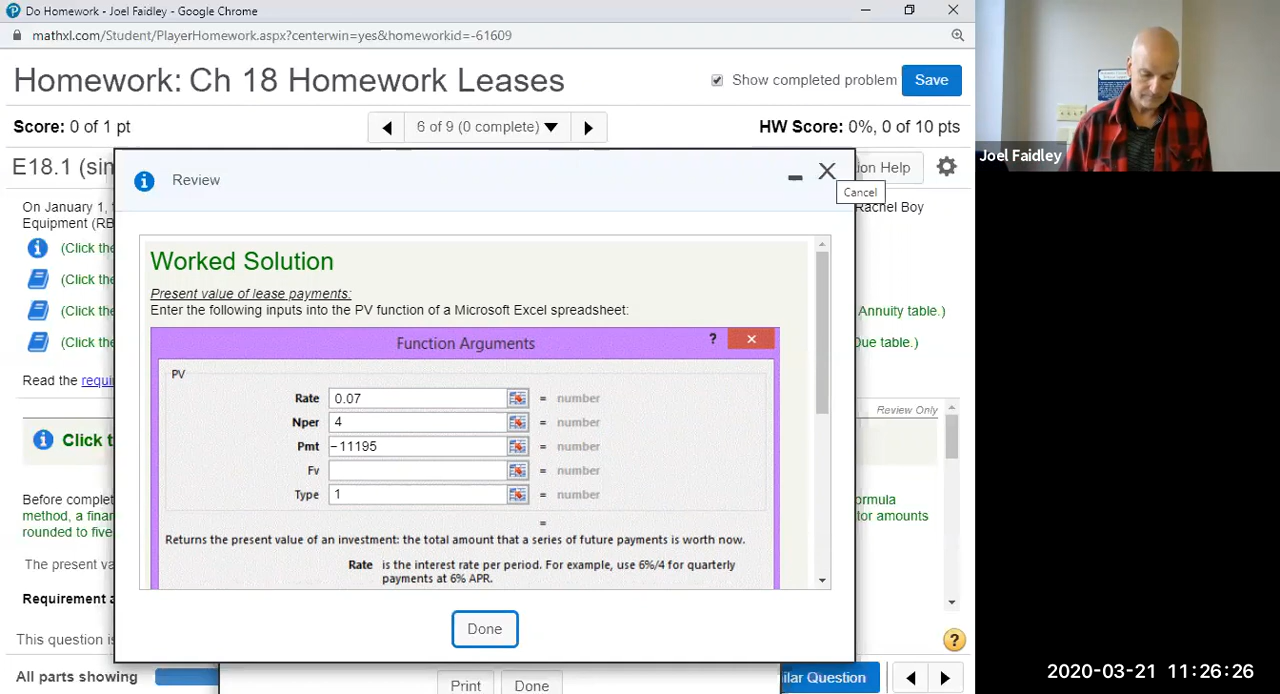 Do Homework - Joel Faidley - Google Chrome
mathxl.com/Student/PlayerHomework.aspx?centerwin=yes&homeworkid=-61609
Homework: Ch 18 Homework Leases
Show completed problem
Save
Score: 0 of 1 pt
6 of 9 (0 complete)
HW Score: 0%, 0 of 10 pts
E18.1 (sin
ion Help
Joel Faidley
Review
Cancel
On January 1,
Rachel Boy
Equipment (RB
(Click the
(Click the
(Click the
Annuity table.)
(Click the
Due table.)
Read the requi
Worked Solution
Present value of lease payments:
Enter the following inputs into the PV function of a Microsoft Excel spreadsheet:
Function Arguments
?
PV
Rate 0.07 = number
Nper 4 = number
Pmt -11195 = number
Fv = number
Type 1 = number
=
Returns the present value of an investment: the total amount that a series of future payments is worth now.
Rate is the interest rate per period. For example, use 6%/4 for quarterly
payments at 6% APR.
Review Only
Click t
Before complet
ormula
method, a finan
tor amounts
rounded to five
The present va
Requirement a
This question is
Done
?
All parts showing
Print
Done
ilar Question
2020-03-21 11:26:26